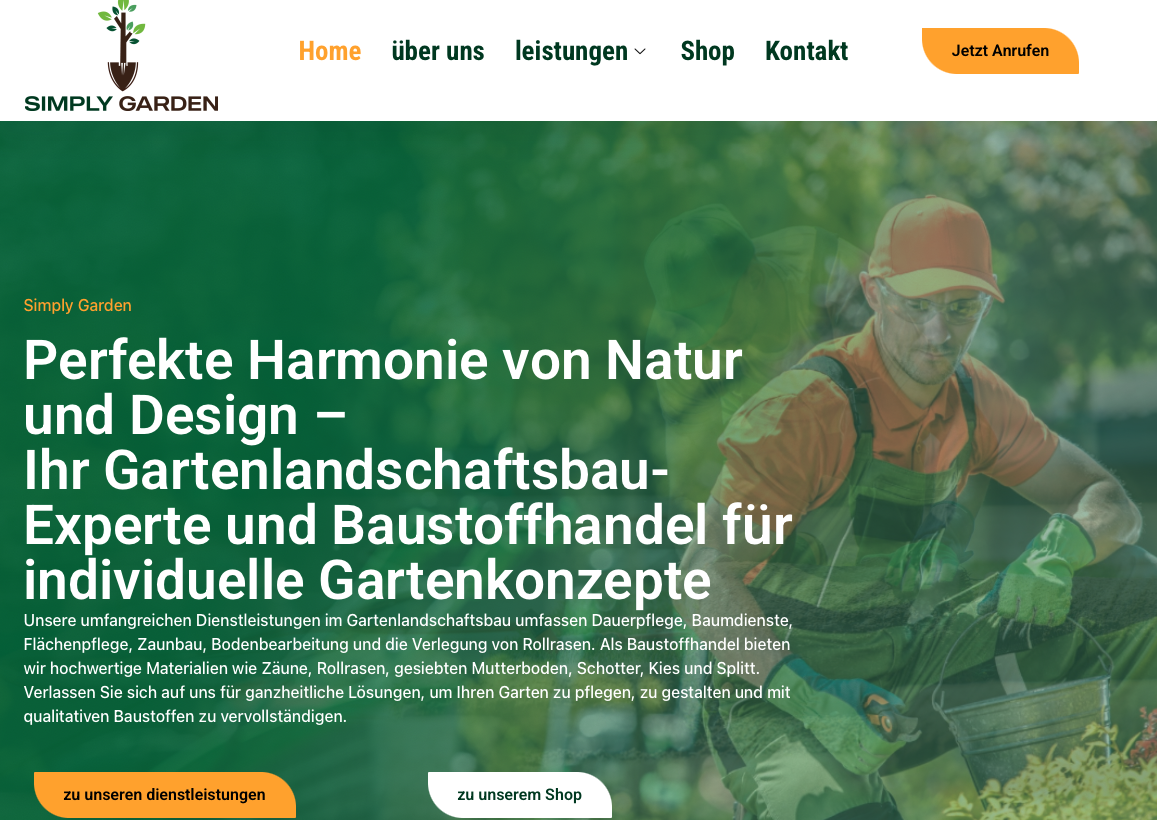 SIMPLY GARDEN
Home über uns leistungen Shop Kontakt
Jetzt Anrufen
Simply Garden
Perfekte Harmonie von Natur
und Design –
Ihr Gartenlandschaftsbau-
Experte und Baustoffhandel für
individuelle Gartenkonzepte
Unsere umfangreichen Dienstleistungen im Gartenlandschaftsbau umfassen Dauerpflege, Baumdienste,
Flächenpflege, Zaunbau, Bodenbearbeitung und die Verlegung von Rollrasen. Als Baustoffhandel bieten
wir hochwertige Materialien wie Zäune, Rollrasen, gesiebten Mutterboden, Schotter, Kies und Splitt.
Verlassen Sie sich auf uns für ganzheitliche Lösungen, um Ihren Garten zu pflegen, zu gestalten und mit
qualitativen Baustoffen zu vervollständigen.
zu unseren dienstleistungen
zu unserem Shop